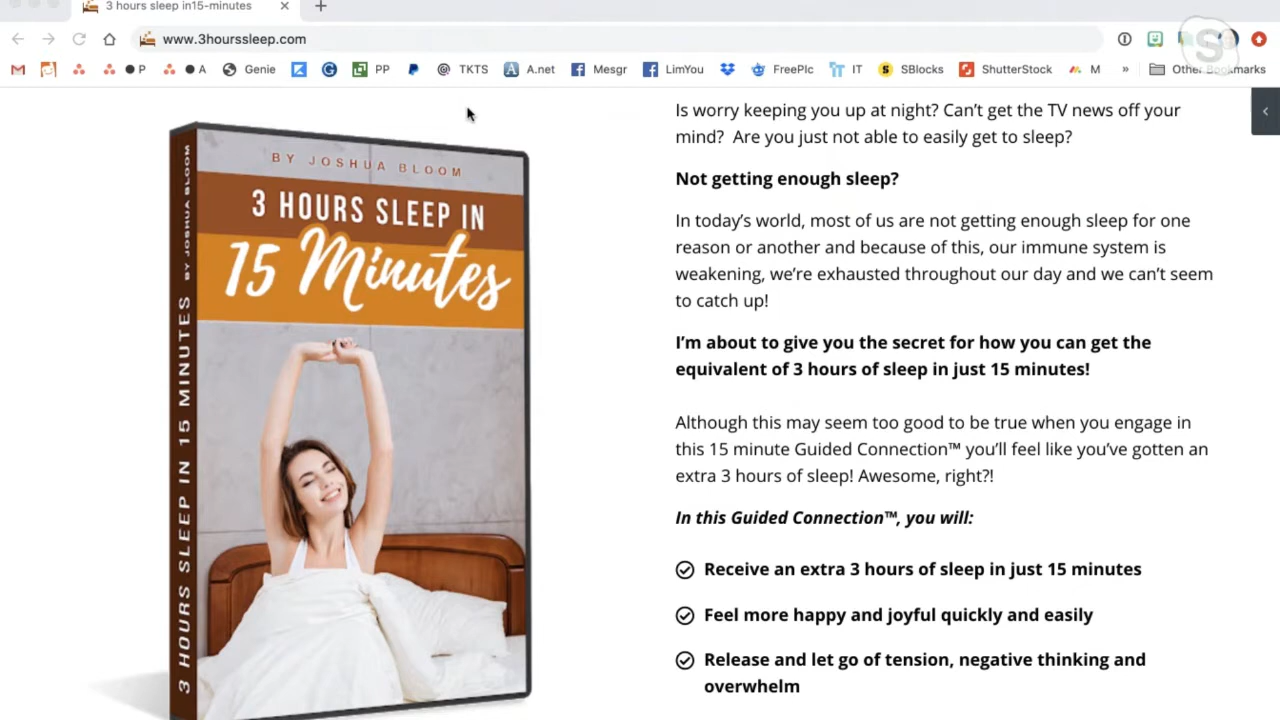 3 hours sleep in15-minutes
www.3hourssleep.com
P
A
Genie
PP
TKTS
A.net
Mesgr
LimYou
FreePic
IT
SBlocks
ShutterStock
M
»
Other Bookmarks
BY JOSHUA BLOOM
3 HOURS SLEEP IN
15 Minutes
3 HOURS SLEEP IN 15 MINUTES BY JOSHUA BLOOM
Is worry keeping you up at night? Can’t get the TV news off your
mind?  Are you just not able to easily get to sleep?
Not getting enough sleep?
In today’s world, most of us are not getting enough sleep for one
reason or another and because of this, our immune system is
weakening, we’re exhausted throughout our day and we can’t seem
to catch up!
I’m about to give you the secret for how you can get the
equivalent of 3 hours of sleep in just 15 minutes!
Although this may seem too good to be true when you engage in
this 15 minute Guided Connection™ you’ll feel like you’ve gotten an
extra 3 hours of sleep! Awesome, right?!
In this Guided Connection™, you will:
Receive an extra 3 hours of sleep in just 15 minutes
Feel more happy and joyful quickly and easily
Release and let go of tension, negative thinking and
overwhelm